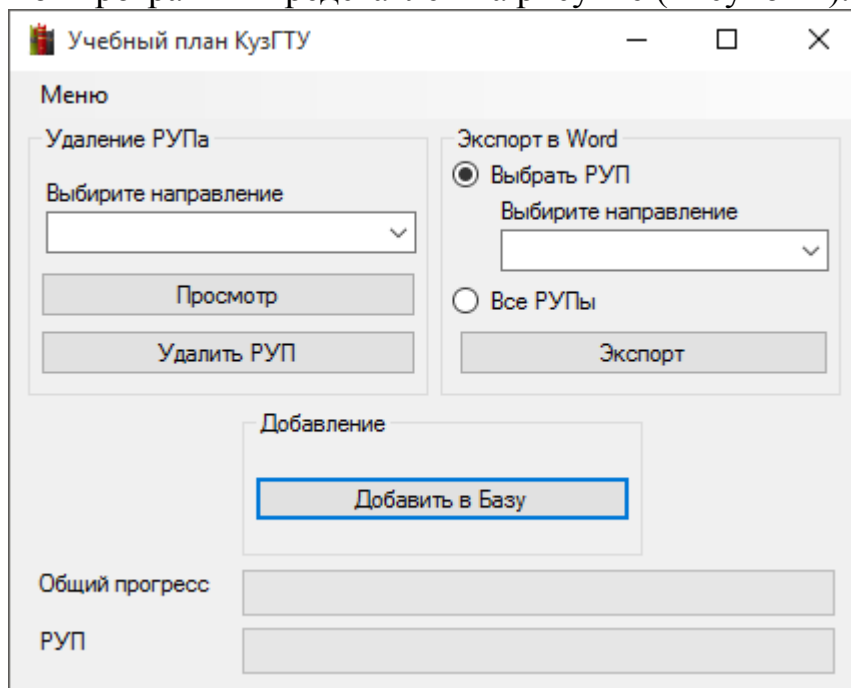 Учебный план КузГТУ
Меню
Удаление РУПа
Выбирите направление
Просмотр
Удалить РУП
Экспорт в Word
Выбрать РУП
Выбирите направление
Все РУПы
Экспорт
Добавление
Добавить в Базу
Общий прогресс
РУП